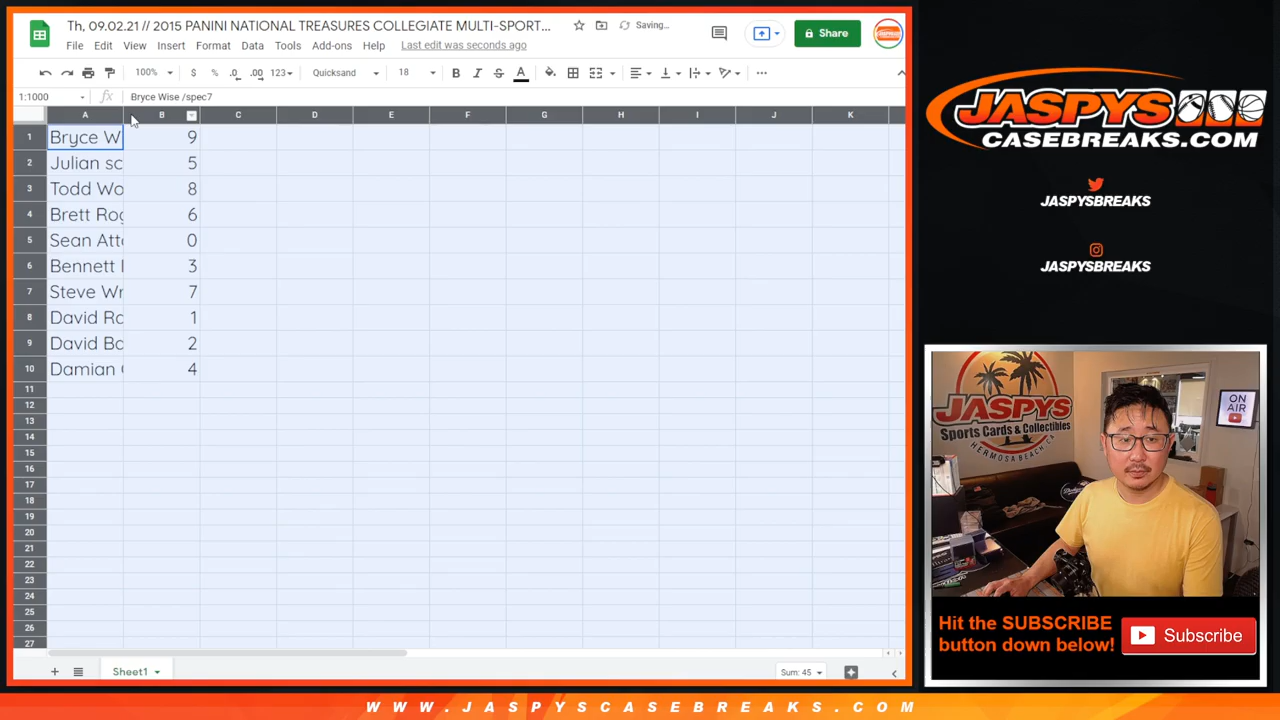 Th, 09.02.21 // 2015 PANINI NATIONAL TREASURES COLLEGIATE MULTI-SPORT...
Saving...
File Edit View Insert Format Data Tools Add-ons Help Last edit was seconds ago
Share
100% $ % .0 .00 123 Quicksand 18 B I S A
1:1000 fx Bryce Wise /spec7
A B C D E F G H I J K
1 Bryce W 9
2 Julian sc 5
3 Todd Wo 8
4 Brett Rog 6
5 Sean Atto 0
6 Bennett 3
7 Steve Wr 7
8 David Ra 1
9 David Ba 2
10 Damian 4
11
12
13
14
15
16
17
18
19
20
21
22
23
24
25
26
27
Sheet1
Sum: 45
JASPYS
CASEBREAKS.COM
JASPYSBREAKS
JASPYSBREAKS
JASPYS
Sports Cards & Collectibles
HERMOSA BEACH, CA
ON
AIR
Hit the SUBSCRIBE
button down below!
Subscribe
WWW.JASPYSCASEBREAKS.COM